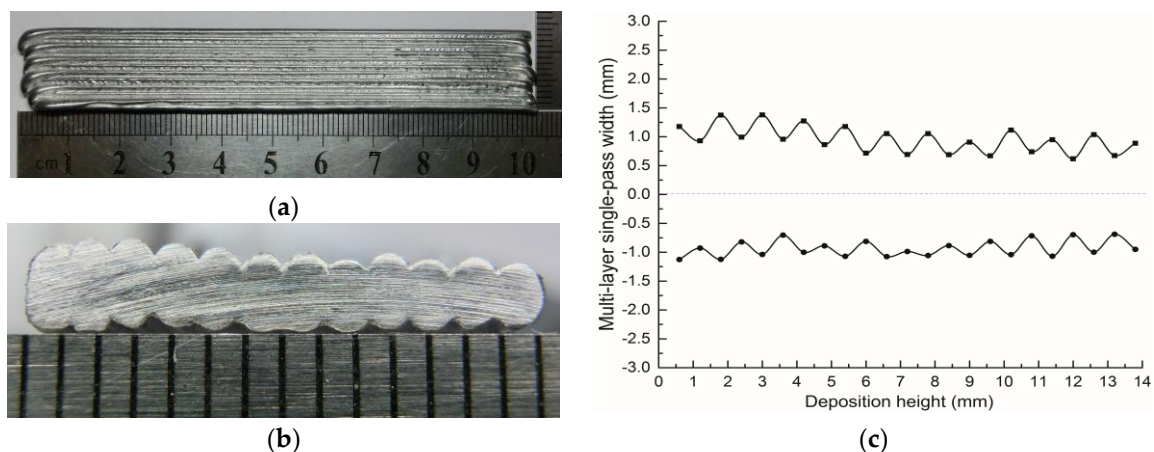 cm 1 2 3 4 5 6 7 8 9 10
(a)
(b)
3.0
2.5
2.0
1.5
1.0
0.5
0.0
-0.5
-1.0
-1.5
-2.0
-2.5
-3.0
Multi-layer single-pass width (mm)
0 1 2 3 4 5 6 7 8 9 10 11 12 13 14
Deposition height (mm)
(c)